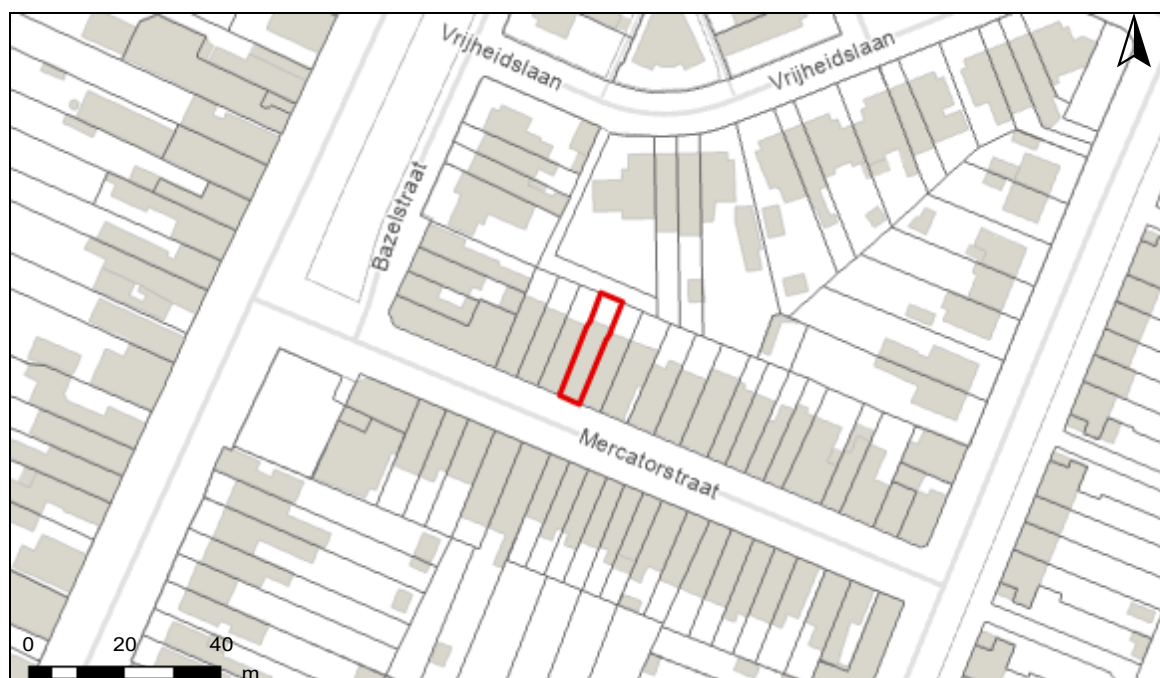 Vrijheidslaan
Vrijheidslaan
Bazelstraat
Mercatorstraat
0 20 40
m